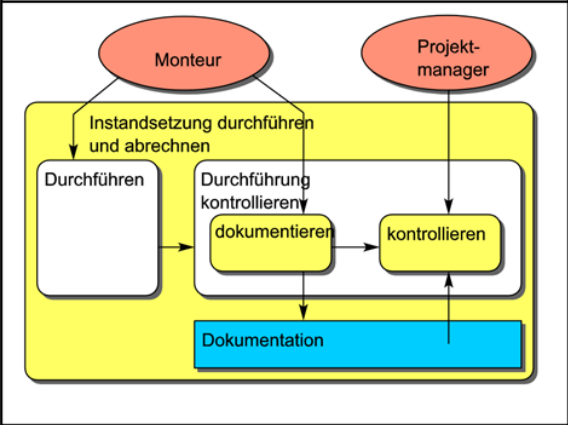 Monteur
Projekt-
manager
Instandsetzung durchführen
und abrechnen
Durchführen
Durchführung
kontrollieren
dokumentieren
kontrollieren
Dokumentation